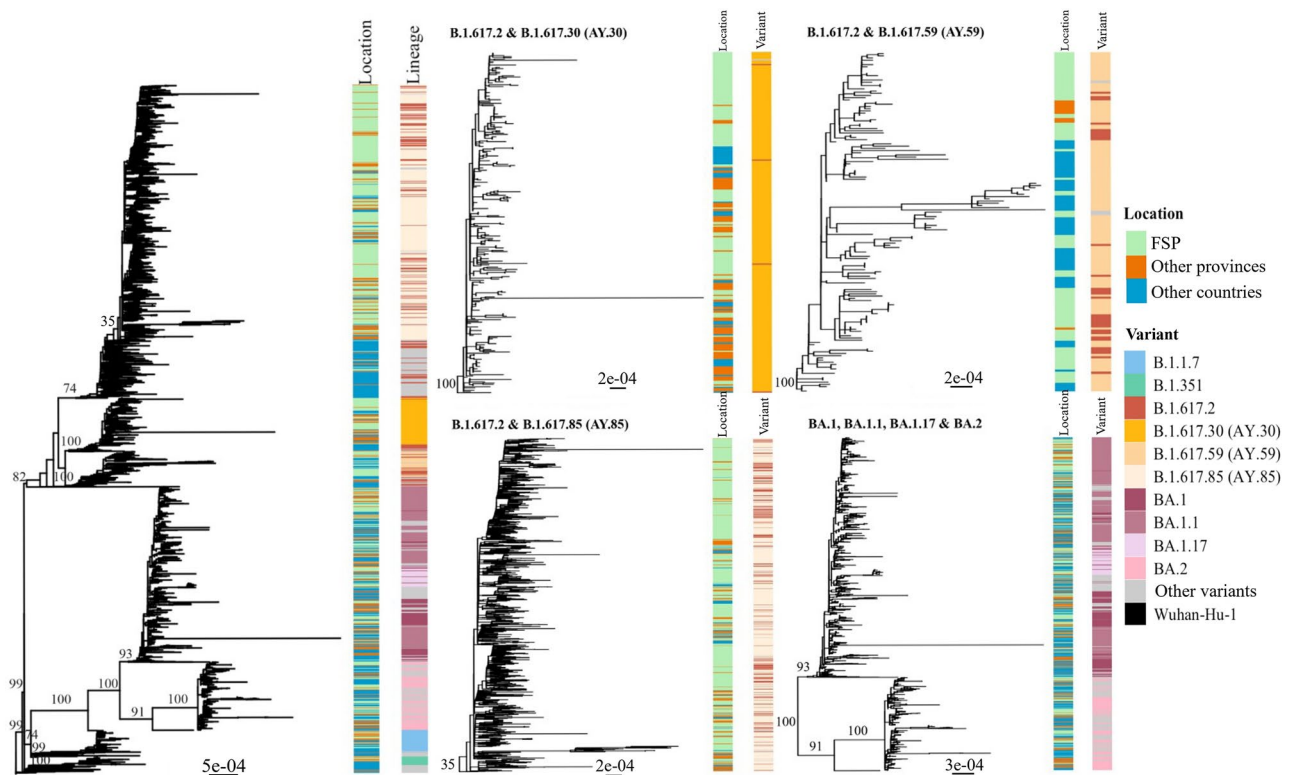 Location
Lineage
35
74
100
100
82
93
100
100
91
99
99
74
99
100
5e-04
B.1.617.2 & B.1.617.30 (AY.30)
Location
Variant
100
2e-04
B.1.617.2 & B.1.617.59 (AY.59)
Location
Variant
100
2e-04
B.1.617.2 & B.1.617.85 (AY.85)
Location
Variant
35
2e-04
BA.1, BA.1.1, BA.1.17 & BA.2
Location
Variant
93
100
100
91
3e-04
Location
FSP
Other provinces
Other countries
Variant
B.1.1.7
B.1.351
B.1.617.2
B.1.617.30 (AY.30)
B.1.617.59 (AY.59)
B.1.617.85 (AY.85)
BA.1
BA.1.1
BA.1.17
BA.2
Other variants
Wuhan-Hu-1